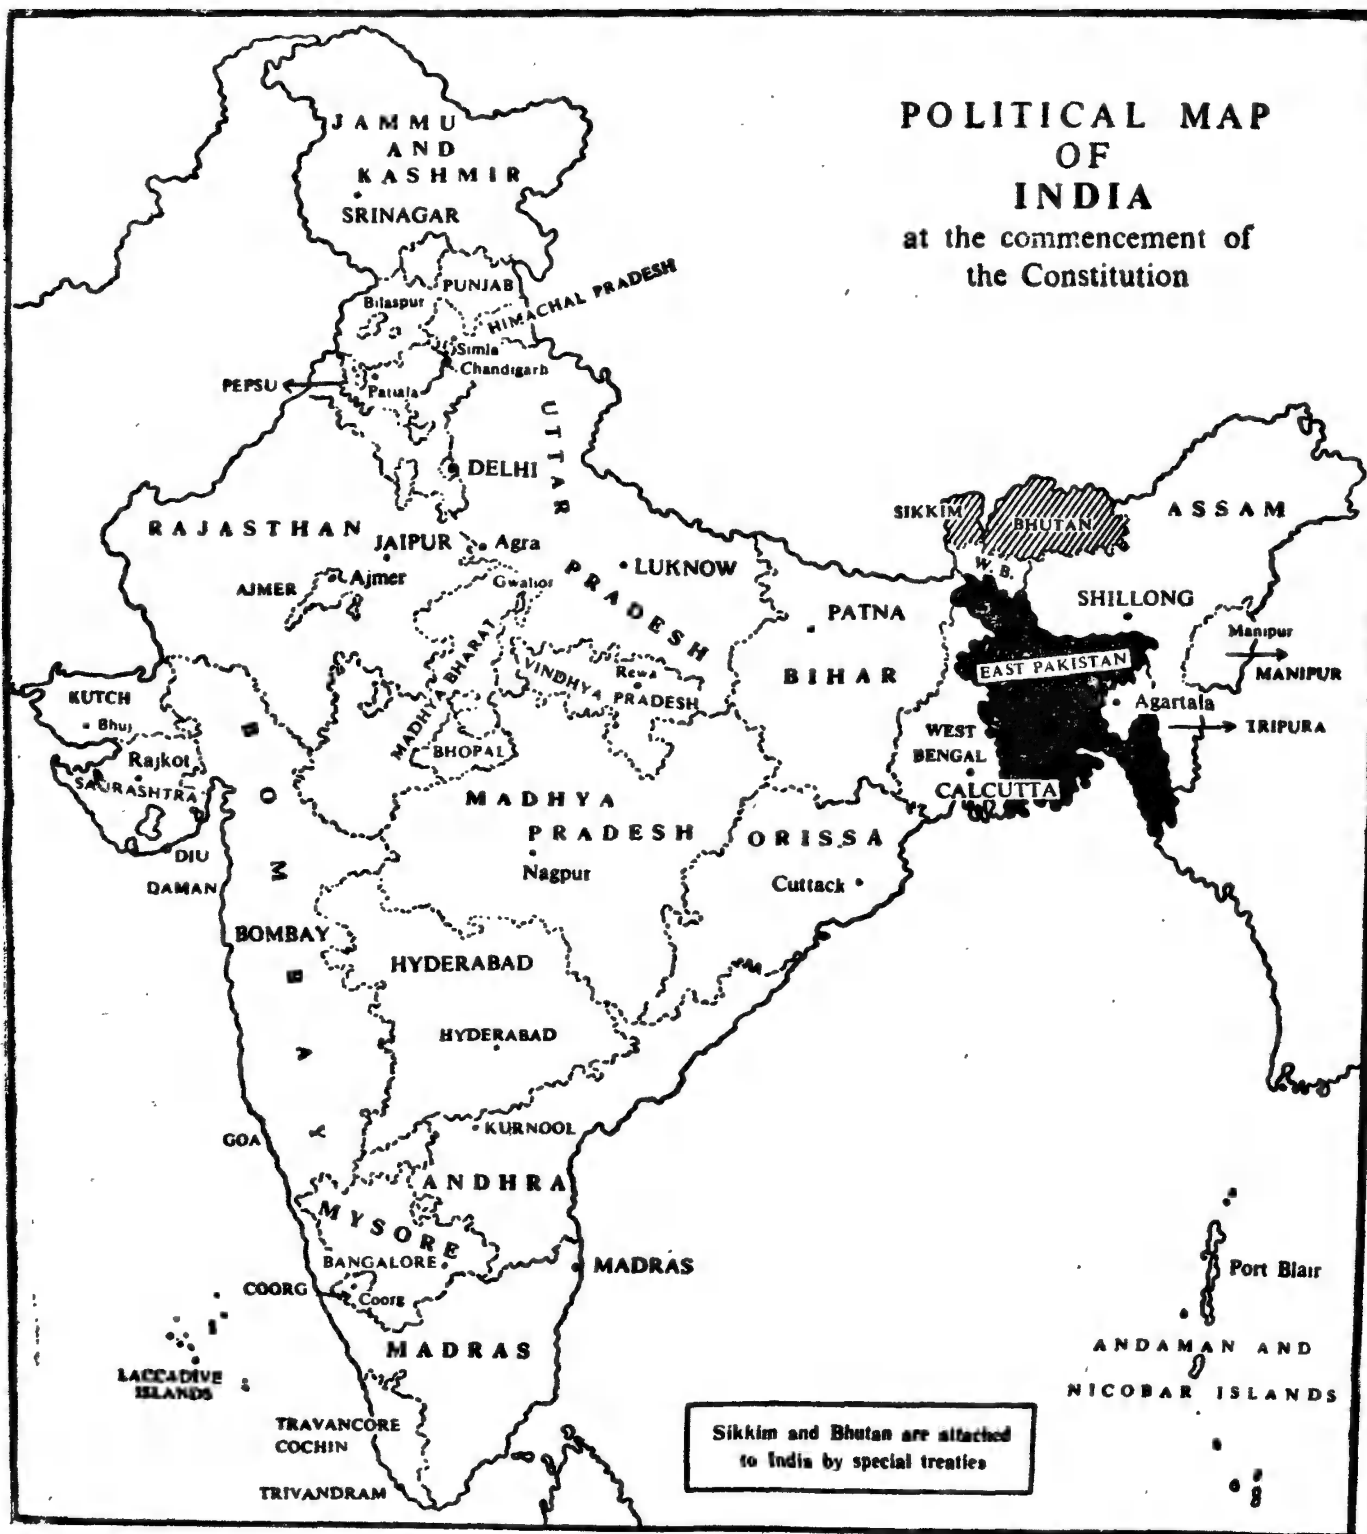 POLITICAL MAP
OF
INDIA
at the commencement of
the Constitution
JAMMU
AND
KASHMIR
SRINAGAR
PUNJAB
Bilaspur
HIMACHAL PRADESH
Simla
Chandigarh
PEPSU
Patiala
UTTAR
PRADESH
DELHI
RAJASTHAN
JAIPUR
Agra
AJMER
Ajmer
Gwalior
LUKNOW
SIKKIM
BHUTAN
ASSAM
W. B.
SHILLONG
PATNA
BIHAR
EAST PAKISTAN
Manipur
MANIPUR
Agartala
TRIPURA
MADHYA BHARAT
VINDHYA
PRADESH
Rewa
KUTCH
Bhuj
Rajkot
SAURASHTRA
BHOPAL
WEST
BENGAL
CALCUTTA
MADHYA
PRADESH
Nagpur
ORISSA
Cuttack
DIU
DAMAN
BOMBAY
BOMBAY
HYDERABAD
HYDERABAD
GOA
KURNOOL
ANDHRA
MYSORE
BANGALORE
MADRAS
COORG
Coorg
MADRAS
LACCADIVE
ISLANDS
TRAVANCORE
COCHIN
TRIVANDRAM
Port Blair
ANDAMAN AND
NICOBAR ISLANDS
Sikkim and Bhutan are attached
to India by special treaties